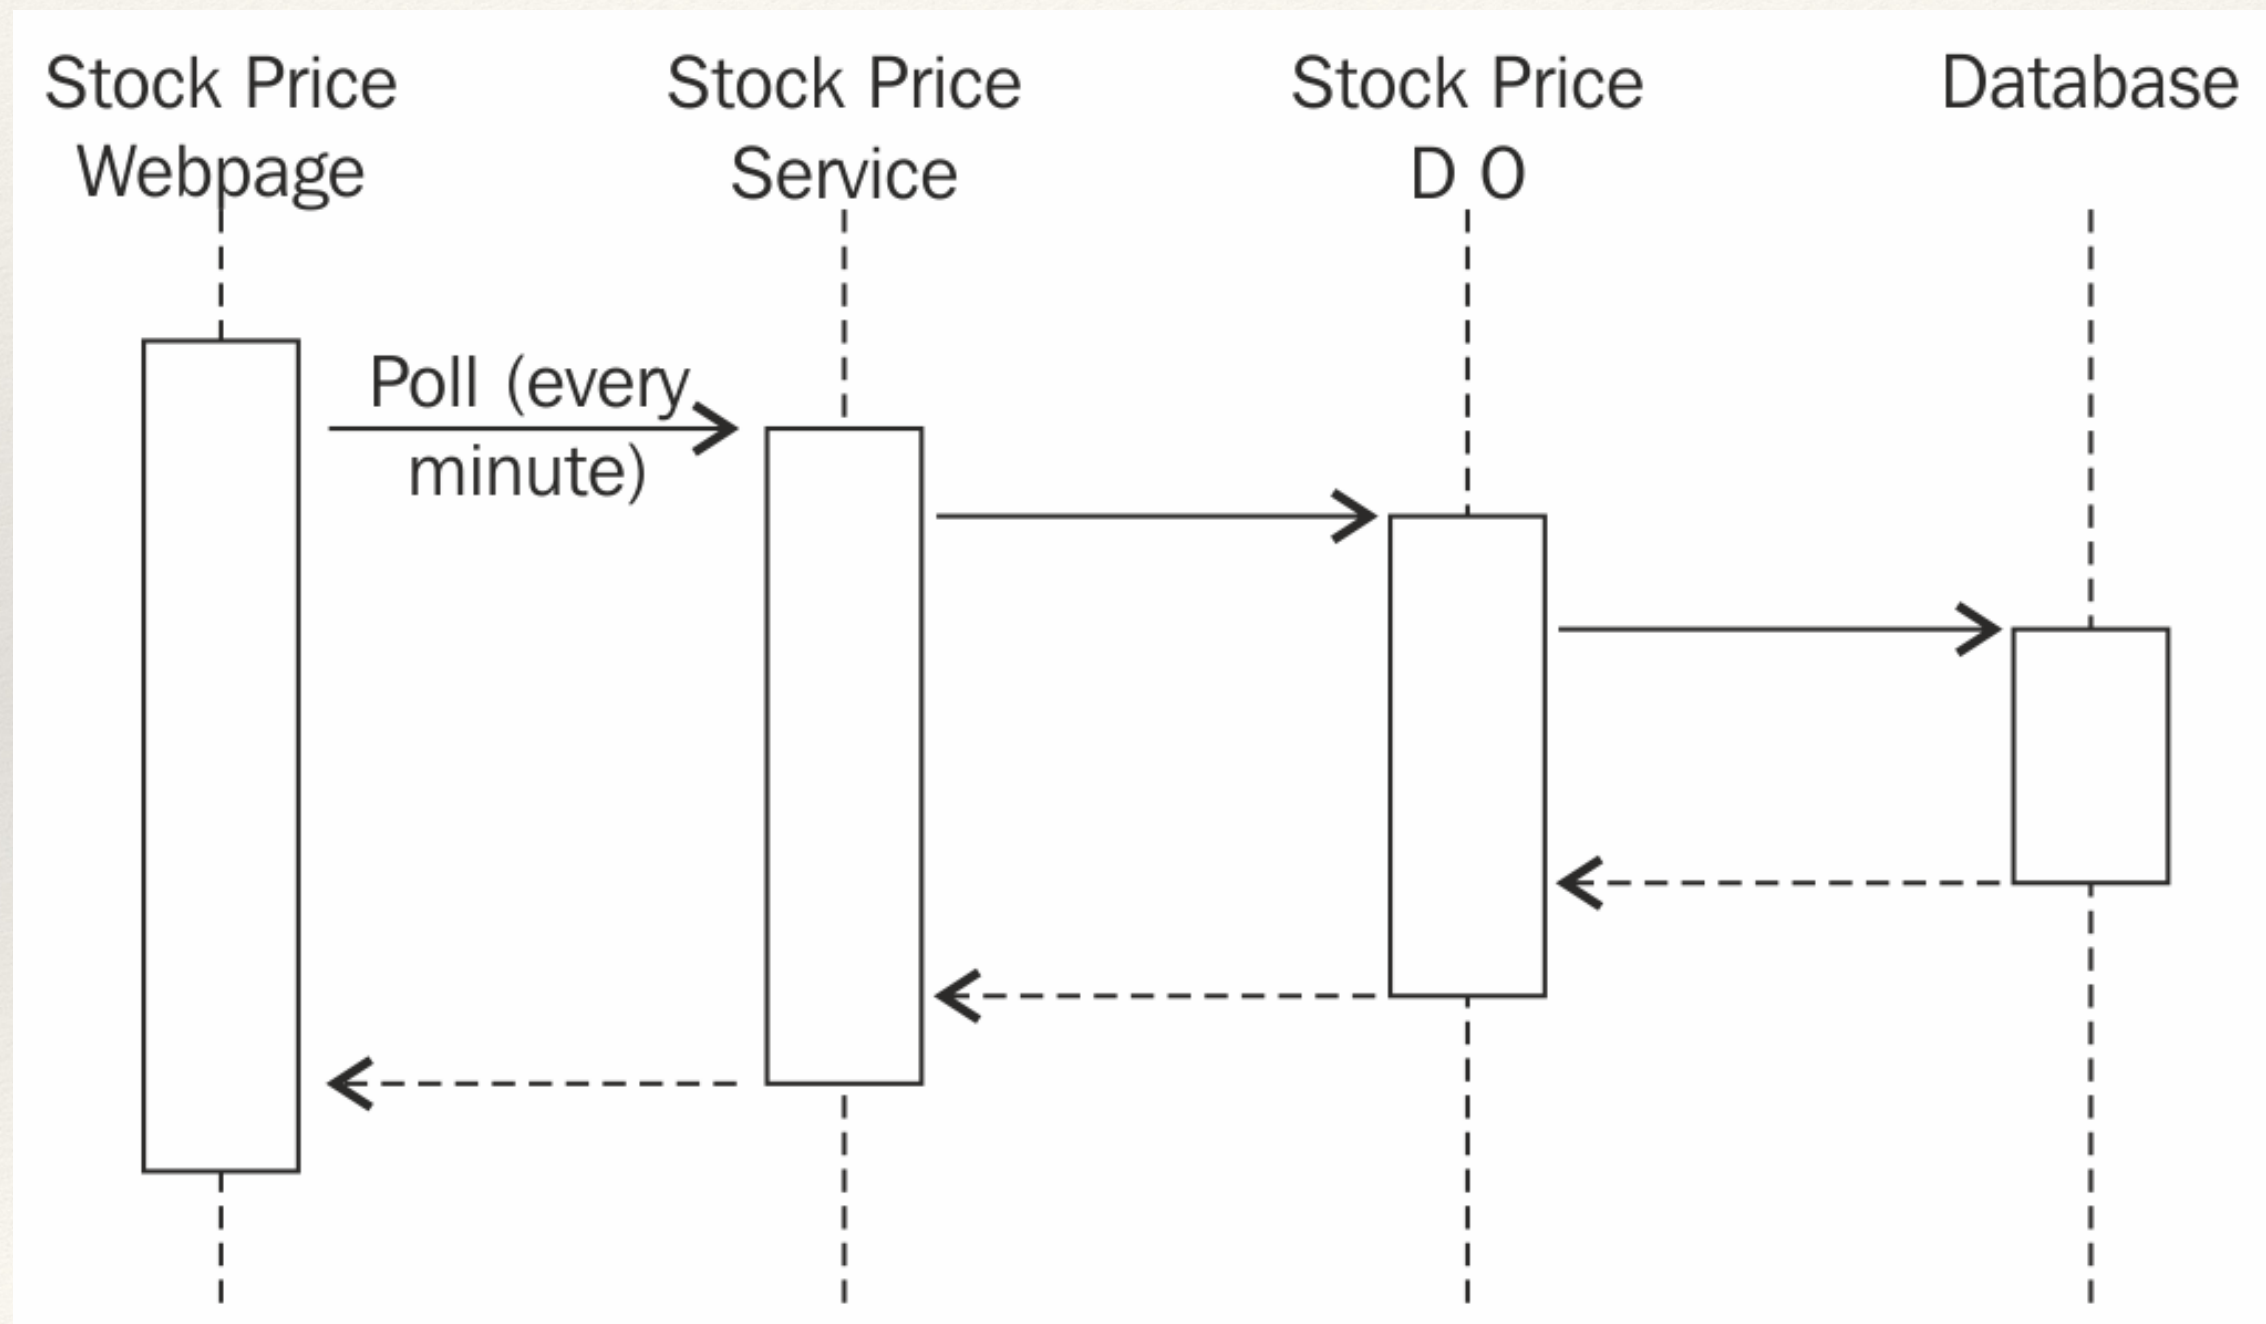 Stock Price
Webpage
Stock Price
Service
Stock Price
D O
Database
Poll (every
minute)